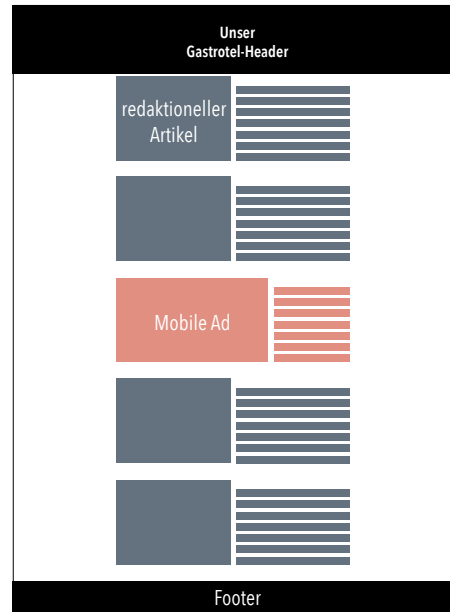 Unser
Gastrotel-Header
redaktioneller
Artikel
Mobile Ad
Footer